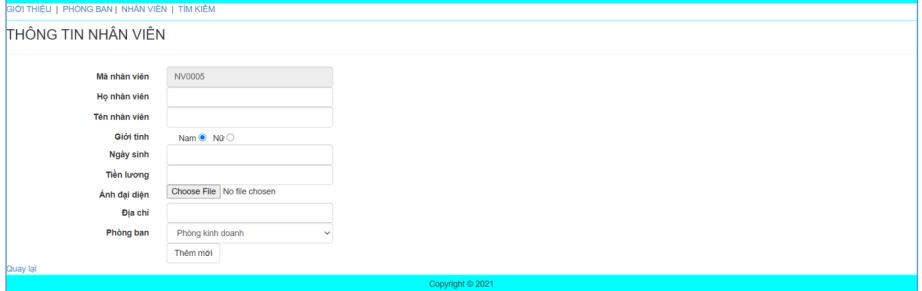 GIỚI THIỆU | PHÒNG BAN | NHÂN VIÊN | TÌM KIẾM
THÔNG TIN NHÂN VIÊN
Mã nhân viên NV0005
Họ nhân viên
Tên nhân viên
Giới tính Nam Nữ
Ngày sinh
Tiền lương
Ảnh đại diện Choose File No file chosen
Địa chỉ
Phòng ban Phòng kinh doanh
Thêm mới
Quay lại
Copyright © 2021